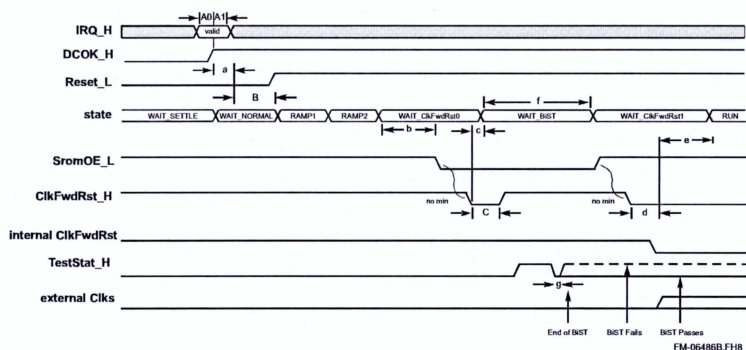 A0 A1
IRQ_H
valid
DCOK_H
a
Reset_L
B
f
state
WAIT_SETTLE WAIT_NORMAL RAMP1 RAMP2 WAIT_ClkFwdRst0 WAIT_BiST WAIT_ClkFwdRst1 RUN
b c e
SromOE_L
ClkFwdRst_H
no min no min
C d
internal ClkFwdRst
TestStat_H
g
external Clks
End of BiST BiST Fails BiST Passes
FM-06486B.FH8